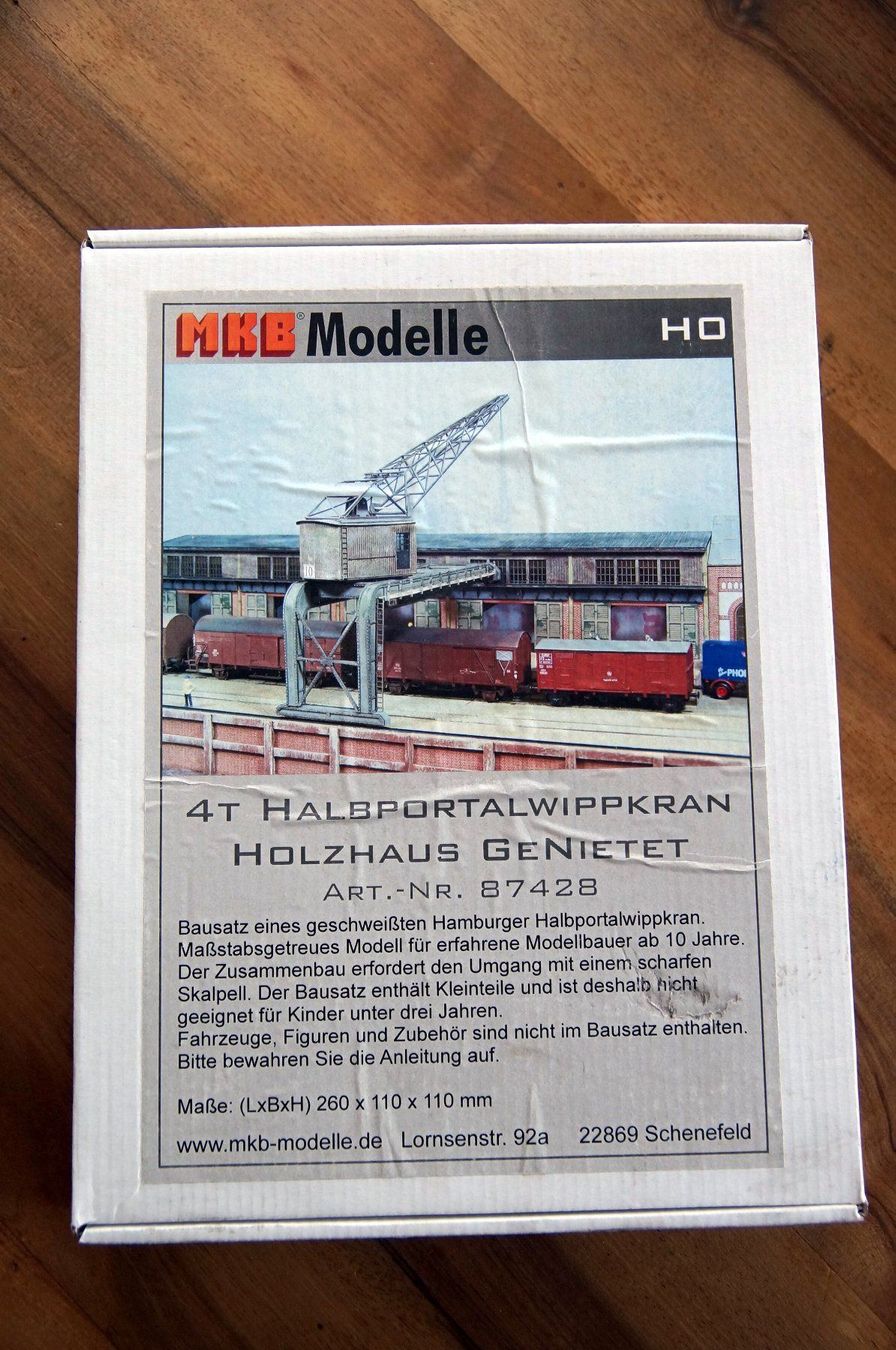 MKB® Modelle HO
4T HALBPORTALWIPPKRAN
HOLZHAUS GENIETET
ART.-NR. 87428
Bausatz eines geschweißten Hamburger Halbportalwippkran.
Maßstabsgetreues Modell für erfahrene Modellbauer ab 10 Jahre.
Der Zusammenbau erfordert den Umgang mit einem scharfen
Skalpell. Der Bausatz enthält Kleinteile und ist deshalb nicht
geeignet für Kinder unter drei Jahren.
Fahrzeuge, Figuren und Zubehör sind nicht im Bausatz enthalten.
Bitte bewahren Sie die Anleitung auf.
Maße: (LxBxH) 260 x 110 x 110 mm
www.mkb-modelle.de Lornsenstr. 92a 22869 Schenefeld